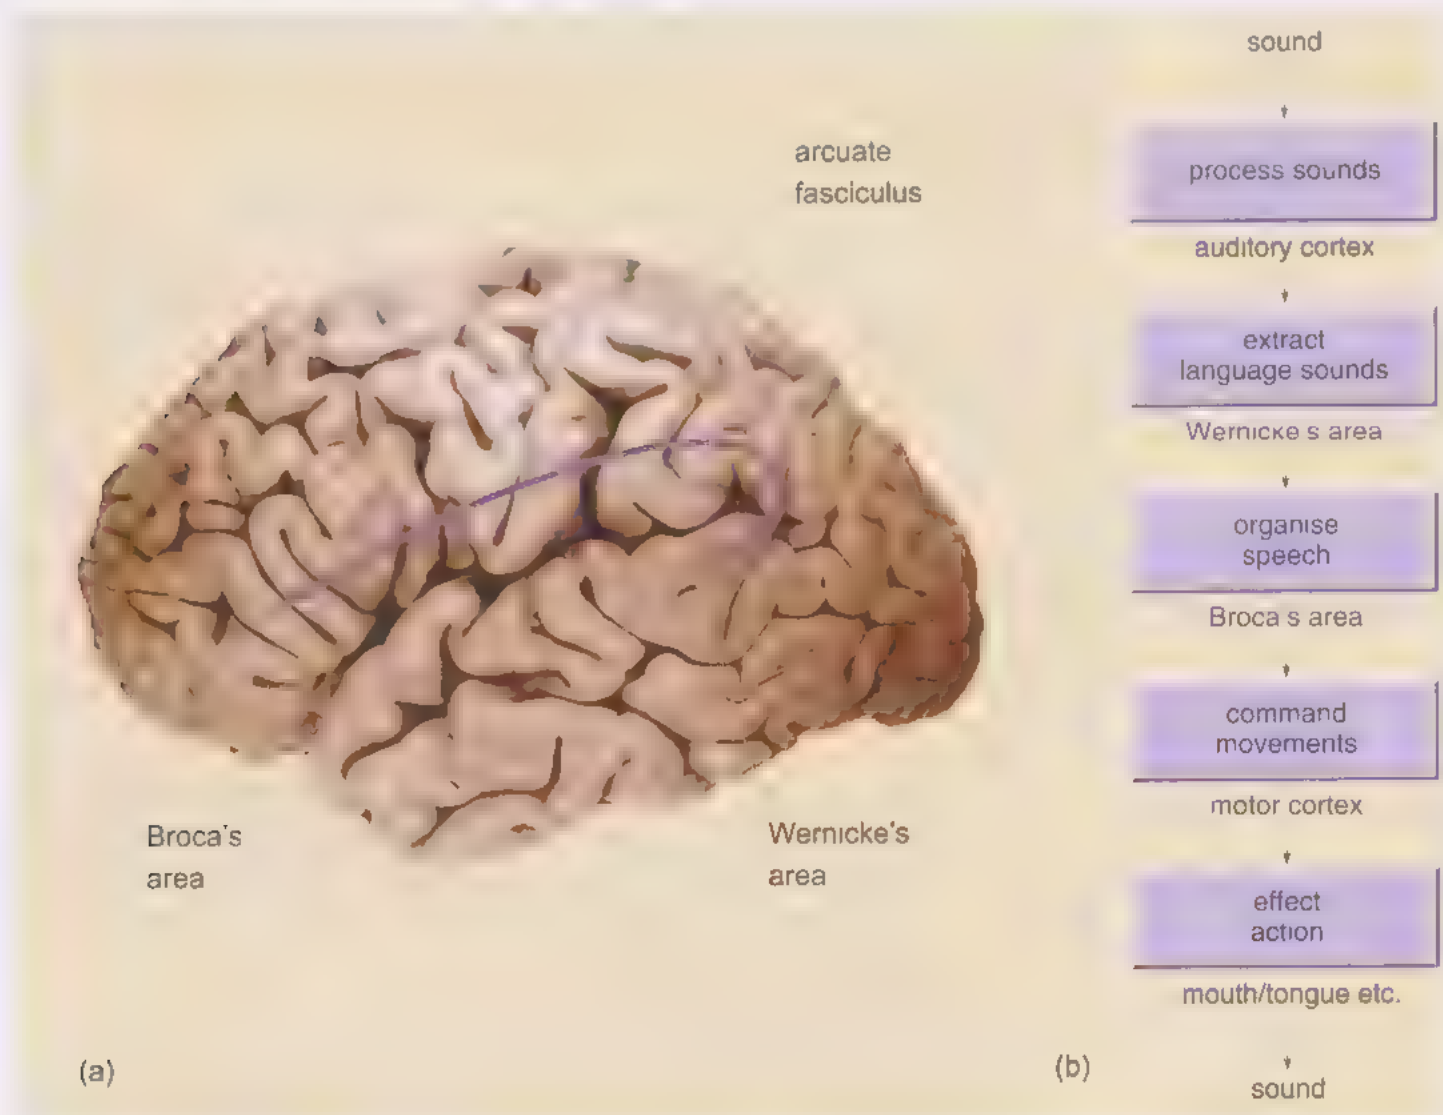 arcuate
fasciculus
Broca's
area
Wernicke's
area
(a)
sound
process sounds
auditory cortex
extract
language sounds
Wernicke s area
organise
speech
Broca s area
command
movements
motor cortex
effect
action
mouth/tongue etc.
(b)
sound